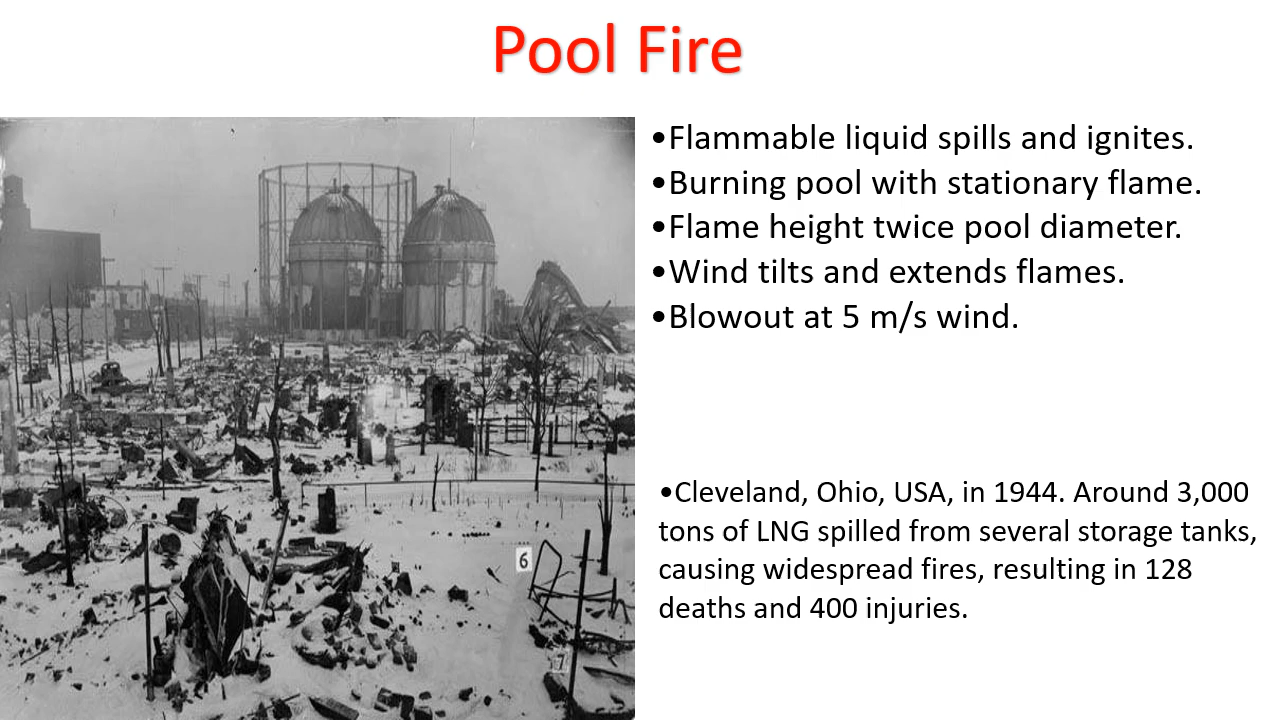 Pool Fire
•Flammable liquid spills and ignites.
•Burning pool with stationary flame.
•Flame height twice pool diameter.
•Wind tilts and extends flames.
•Blowout at 5 m/s wind.
•Cleveland, Ohio, USA, in 1944. Around 3,000
tons of LNG spilled from several storage tanks,
causing widespread fires, resulting in 128
deaths and 400 injuries.
6
7